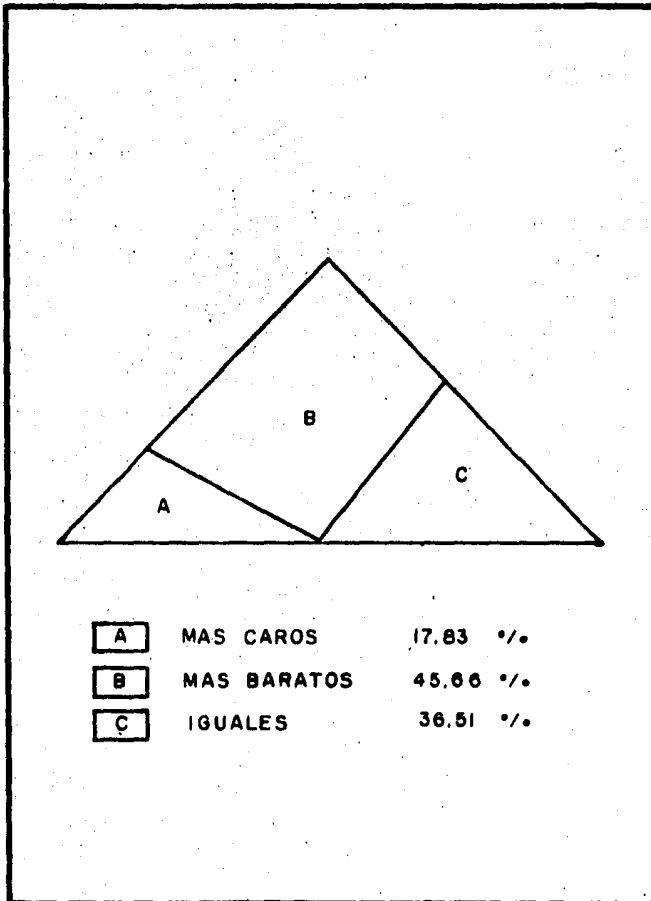 B
C
A
A MAS CAROS 17.83 %
B MAS BARATOS 45.66 %
C IGUALES 36.51 %